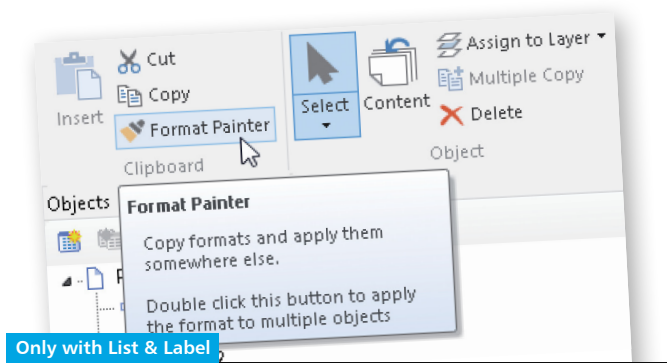 Insert
Cut
Copy
Format Painter
Clipboard
Select
Content
Assign to Layer
Multiple Copy
Delete
Object
Objects
Format Painter
Copy formats and apply them
somewhere else.
Double click this button to apply
the format to multiple objects
Only with List & Label